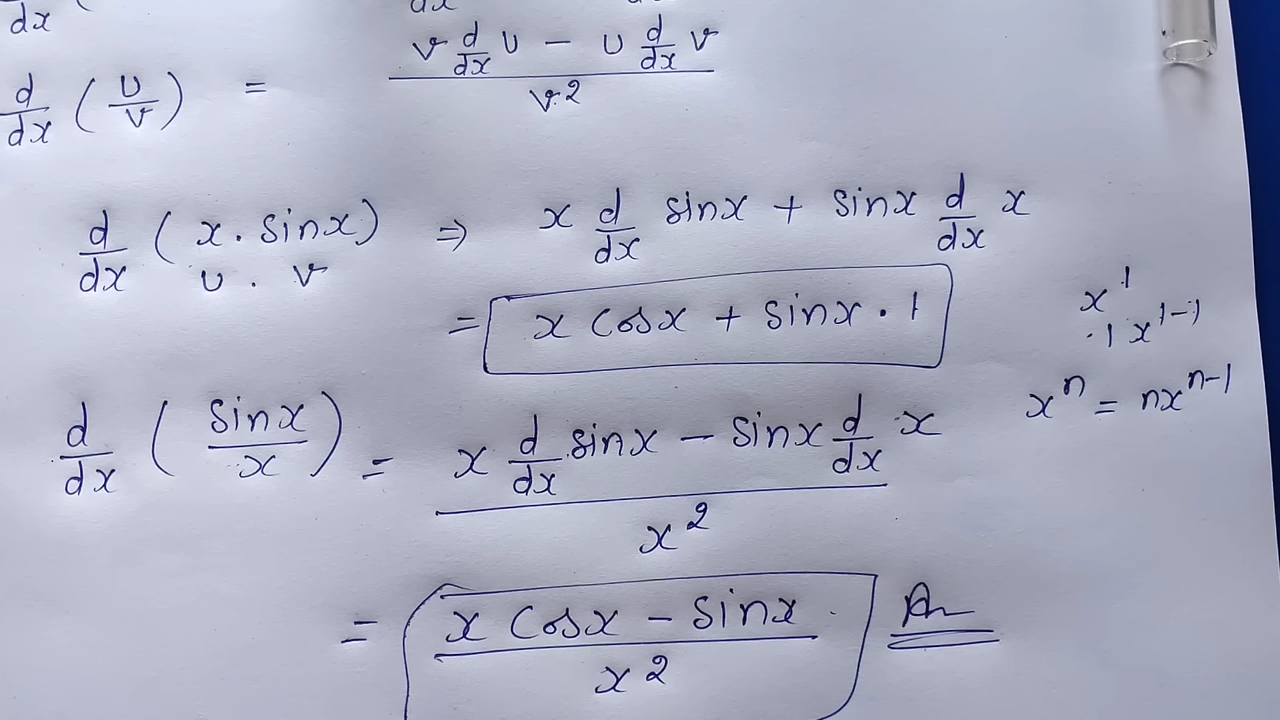 d/dx
d/dx (U/V) = (V d/dx U - U d/dx V) / V²
d/dx (x . sinx) ⇒ x d/dx sinx + sinx d/dx x
U . V
= x Cosx + sinx . 1
x¹
. 1 x¹⁻¹
xⁿ = nxⁿ⁻¹
d/dx (sinx/x) = (x d/dx sinx - sinx d/dx x) / x²
= (x Cosx - sinx) / x²